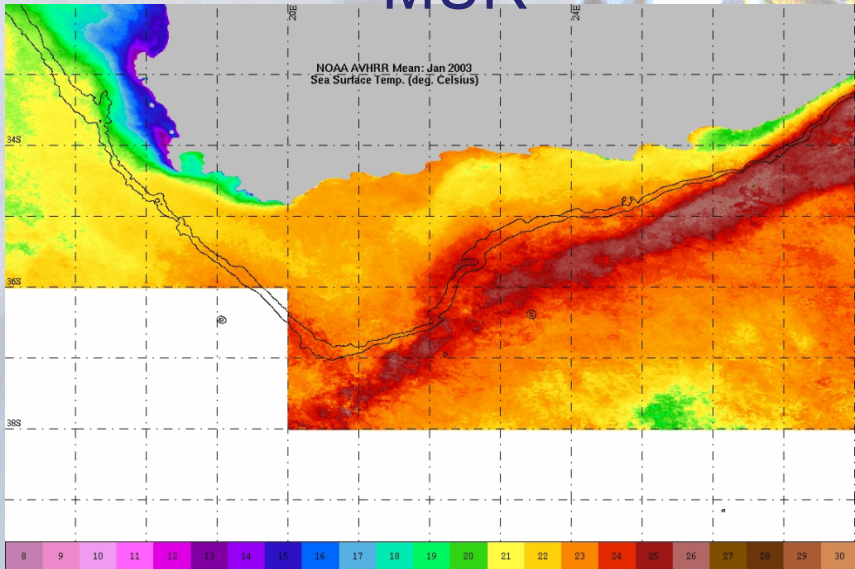 MUR
20E
24E
NOAA AVHRR Mean: Jan 2003
Sea Surface Temp. (deg. Celsius)
34S
36S
38S
8 9 10 11 12 13 14 15 16 17 18 19 20 21 22 23 24 25 26 27 28 29 30